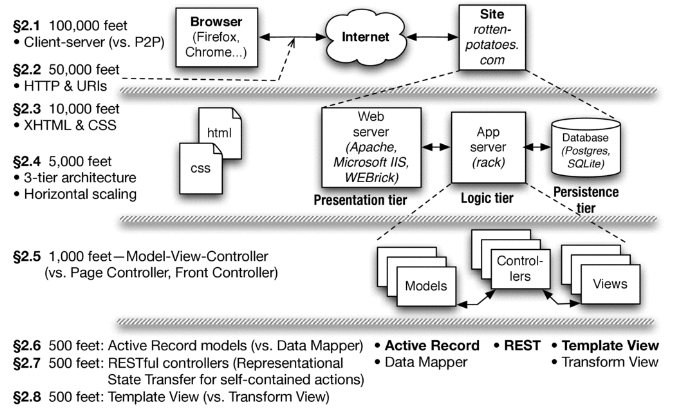 §2.1 100,000 feet
• Client-server (vs. P2P)
§2.2 50,000 feet
• HTTP & URIs
Browser
(Firefox,
Chrome...)
Internet
Site
rotten-
potatoes.
com
§2.3 10,000 feet
• XHTML & CSS
§2.4 5,000 feet
• 3-tier architecture
• Horizontal scaling
html
css
Web
server
(Apache,
Microsoft IIS,
WEBrick)
Presentation tier
App
server
(rack)
Logic tier
Database
(Postgres,
SQLite)
Persistence
tier
§2.5 1,000 feet—Model-View-Controller
(vs. Page Controller, Front Controller)
Models
Control-
lers
Views
§2.6 500 feet: Active Record models (vs. Data Mapper)
§2.7 500 feet: RESTful controllers (Representational
State Transfer for self-contained actions)
§2.8 500 feet: Template View (vs. Transform View)
• Active Record
• Data Mapper
• REST
• Template View
• Transform View